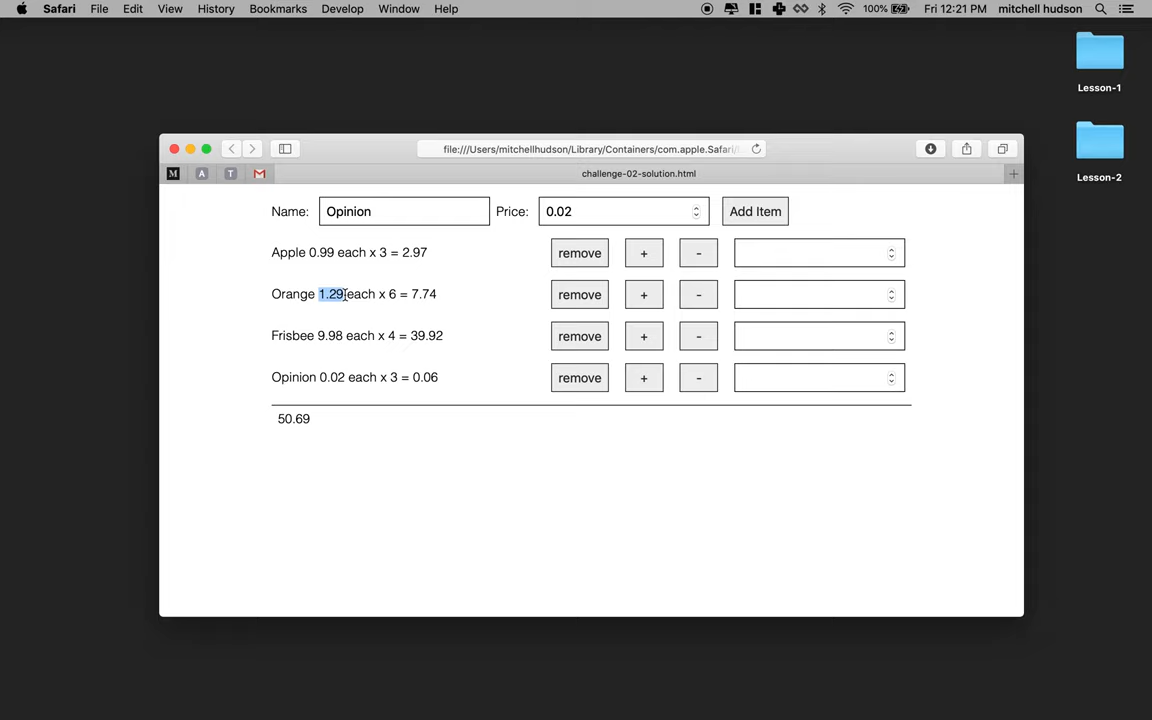 Safari File Edit View History Bookmarks Develop Window Help 100% Fri 12:21 PM mitchell hudson
Lesson-1
Lesson-2
file:///Users/mitchellhudson/Library/Containers/com.apple.Safari/
M A T M challenge-02-solution.html +
Name: Opinion Price: 0.02 Add Item
Apple 0.99 each x 3 = 2.97 remove + -
Orange 1.29 each x 6 = 7.74 remove + -
Frisbee 9.98 each x 4 = 39.92 remove + -
Opinion 0.02 each x 3 = 0.06 remove + -
50.69